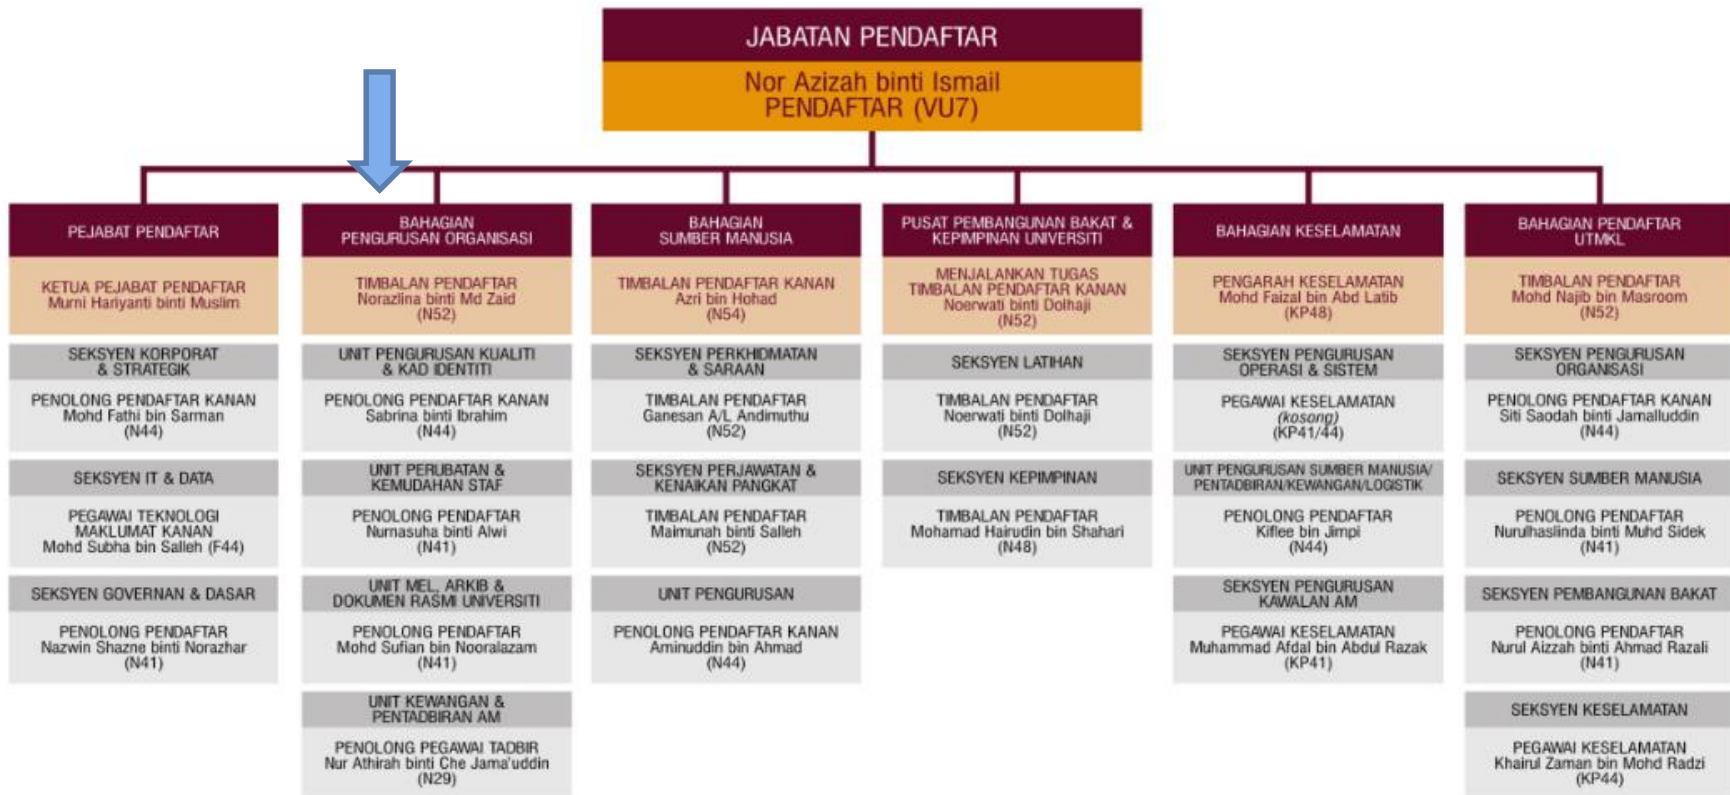 JABATAN PENDAFTAR
Nor Azizah binti Ismail
PENDAFTAR (VU7)
PEJABAT PENDAFTAR
KETUA PEJABAT PENDAFTAR
Murni Hariyanti binti Muslim
SEKSYEN KORPORAT
& STRATEGIK
PENOLONG PENDAFTAR KANAN
Mohd Fathi bin Sarman
(N44)
SEKSYEN IT & DATA
PEGAWAI TEKNOLOGI
MAKLUMAT KANAN
Mohd Subha bin Salleh (F44)
SEKSYEN GOVERNAN & DASAR
PENOLONG PENDAFTAR
Nazwin Shazne binti Norazhar
(N41)
BAHAGIAN
PENGURUSAN ORGANISASI
TIMBALAN PENDAFTAR
Norazlina binti Md Zaid
(N52)
UNIT PENGURUSAN KUALITI
& KAD IDENTITI
PENOLONG PENDAFTAR KANAN
Sabrina binti Ibrahim
(N44)
UNIT PERUBATAN &
KEMUDAHAN STAF
PENOLONG PENDAFTAR
Nurnasuha binti Alwi
(N41)
UNIT MEL, ARKIB &
DOKUMEN RASMI UNIVERSITI
PENOLONG PENDAFTAR
Mohd Sufian bin Nooralazam
(N41)
UNIT KEWANGAN &
PENTADBIRAN AM
PENOLONG PEGAWAI TADBIR
Nur Athirah binti Che Jama'uddin
(N29)
BAHAGIAN
SUMBER MANUSIA
TIMBALAN PENDAFTAR KANAN
Azri bin Hohad
(N54)
SEKSYEN PERKHIDMATAN
& SARAAN
TIMBALAN PENDAFTAR
Ganesan A/L Andimuthu
(N52)
SEKSYEN PERJAWATAN &
KENAIKAN PANGKAT
TIMBALAN PENDAFTAR
Maimunah binti Salleh
(N52)
UNIT PENGURUSAN
PENOLONG PENDAFTAR KANAN
Aminuddin bin Ahmad
(N44)
PUSAT PEMBANGUNAN BAKAT &
KEPIMPINAN UNIVERSITI
MENJALANKAN TUGAS
TIMBALAN PENDAFTAR KANAN
Noerwati binti Dolhaji
(N52)
SEKSYEN LATIHAN
TIMBALAN PENDAFTAR
Noerwati binti Dolhaji
(N52)
SEKSYEN KEPIMPINAN
TIMBALAN PENDAFTAR
Mohamad Hairudin bin Shahari
(N48)
BAHAGIAN KESELAMATAN
PENGARAH KESELAMATAN
Mohd Faizal bin Abd Latib
(KP48)
SEKSYEN PENGURUSAN
OPERASI & SISTEM
PEGAWAI KESELAMATAN
(kosong)
(KP41/44)
UNIT PENGURUSAN SUMBER MANUSIA/
PENTADBIRAN/KEWANGAN/LOGISTIK
PENOLONG PENDAFTAR
Kiflee bin Jimpi
(N44)
SEKSYEN PENGURUSAN
KAWALAN AM
PEGAWAI KESELAMATAN
Muhammad Afdal bin Abdul Razak
(KP41)
BAHAGIAN PENDAFTAR
UTMKL
TIMBALAN PENDAFTAR
Mohd Najib bin Masroom
(N52)
SEKSYEN PENGURUSAN
ORGANISASI
PENOLONG PENDAFTAR KANAN
Siti Saodah binti Jamalluddin
(N44)
SEKSYEN SUMBER MANUSIA
PENOLONG PENDAFTAR
Nurulhaslinda binti Muhd Sidek
(N41)
SEKSYEN PEMBANGUNAN BAKAT
PENOLONG PENDAFTAR
Nurul Aizzah binti Ahmad Razali
(N41)
SEKSYEN KESELAMATAN
PEGAWAI KESELAMATAN
Khairul Zaman bin Mohd Radzi
(KP44)